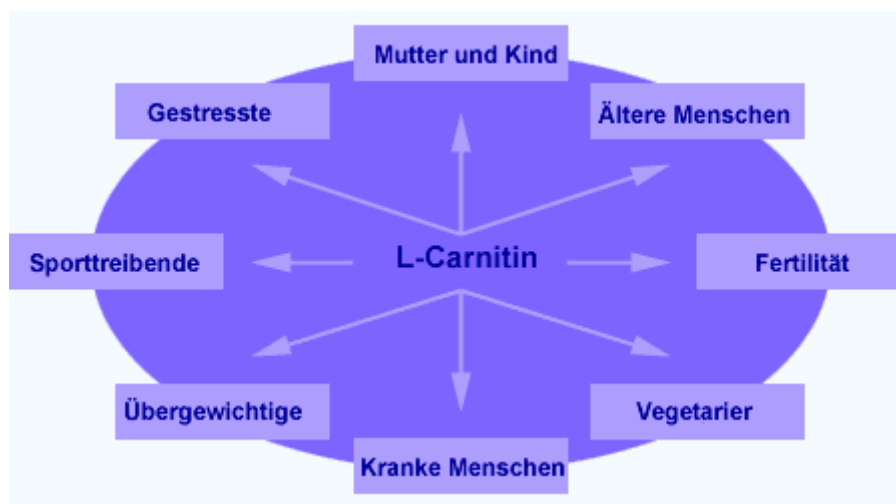 Mutter und Kind
Gestresste
Ältere Menschen
Sporttreibende
L-Carnitin
Fertilität
Übergewichtige
Vegetarier
Kranke Menschen